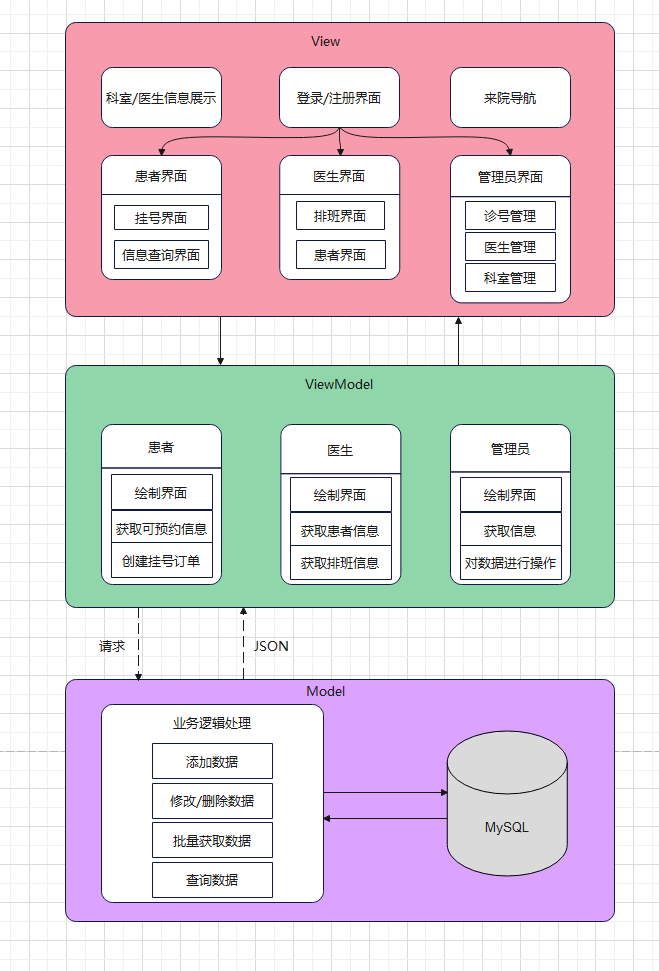 View
科室/医生信息展示
登录/注册界面
来院导航
患者界面
挂号界面
信息查询界面
医生界面
排班界面
患者界面
管理员界面
诊号管理
医生管理
科室管理
ViewModel
患者
绘制界面
获取可预约信息
创建挂号订单
医生
绘制界面
获取患者信息
获取排班信息
管理员
绘制界面
获取信息
对数据进行操作
请求
JSON
Model
业务逻辑处理
添加数据
修改/删除数据
批量获取数据
查询数据
MySQL